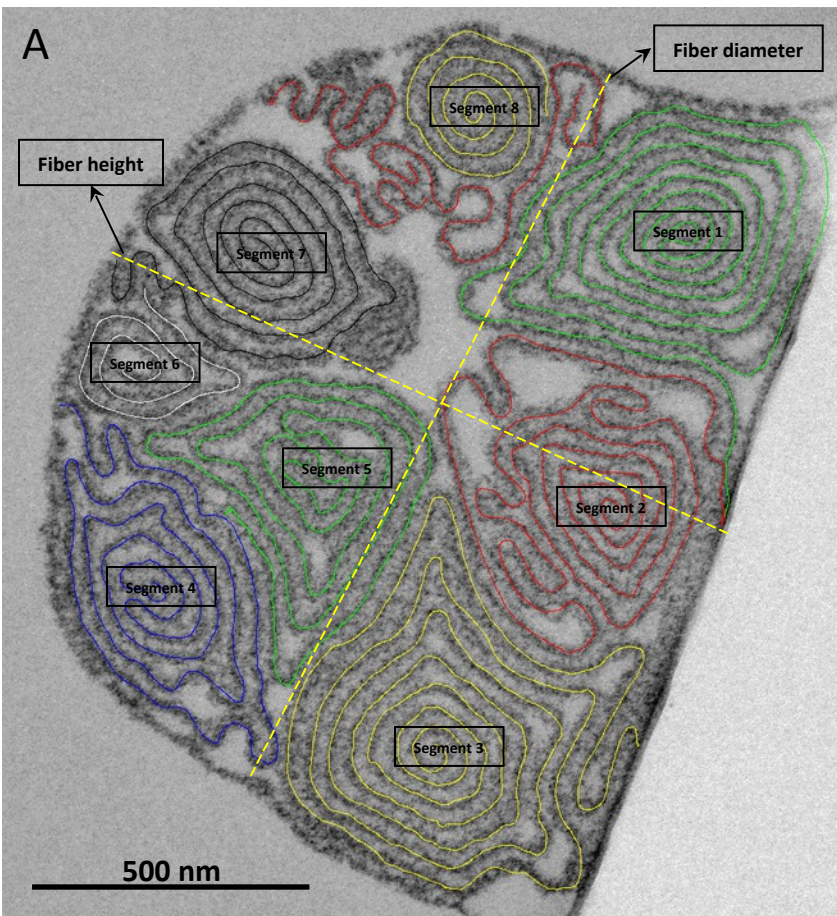 A
Fiber diameter
Segment 8
Fiber height
Segment 1
Segment 7
Segment 6
Segment 5
Segment 2
Segment 4
Segment 3
500 nm